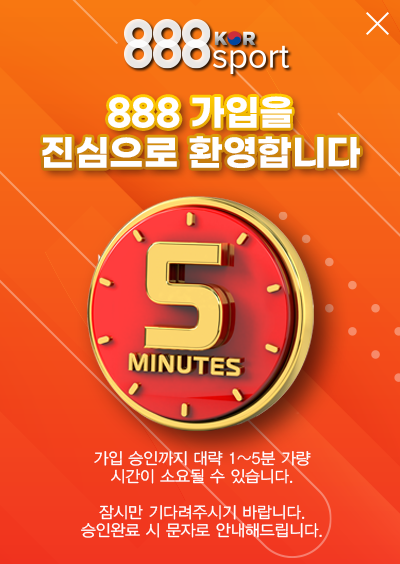 888 KOR
sport
888 가입을
진심으로 환영합니다
5
MINUTES
가입 승인까지 대략 1~5분 가량
시간이 소요될 수 있습니다.
잠시만 기다려주시기 바랍니다.
승인완료 시 문자로 안내해드립니다.